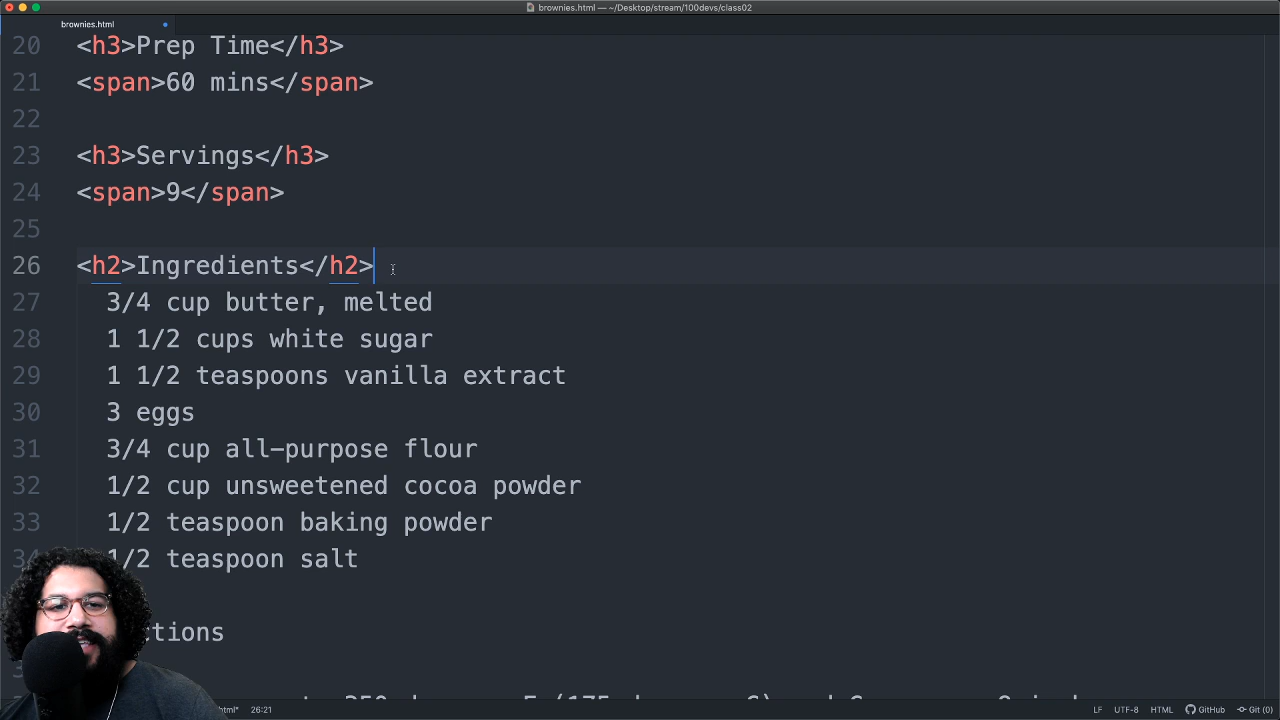 brownies.html — ~/Desktop/stream/100devs/class02
brownies.html
20 <h3>Prep Time</h3>
21 <span>60 mins</span>
22
23 <h3>Servings</h3>
24 <span>9</span>
25
26 <h2>Ingredients</h2>
27 3/4 cup butter, melted
28 1 1/2 cups white sugar
29 1 1/2 teaspoons vanilla extract
30 3 eggs
31 3/4 cup all-purpose flour
32 1/2 cup unsweetened cocoa powder
33 1/2 teaspoon baking powder
34 1/2 teaspoon salt
ctions
html* 26:21 LF UTF-8 HTML GitHub Git (0)